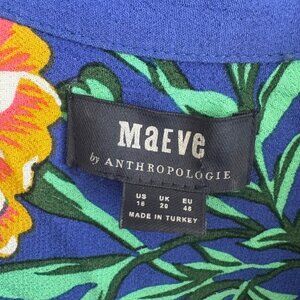 MaEve
by ANTHROPOLOGIE
US UK EU
16 20 48
MADE IN TURKEY